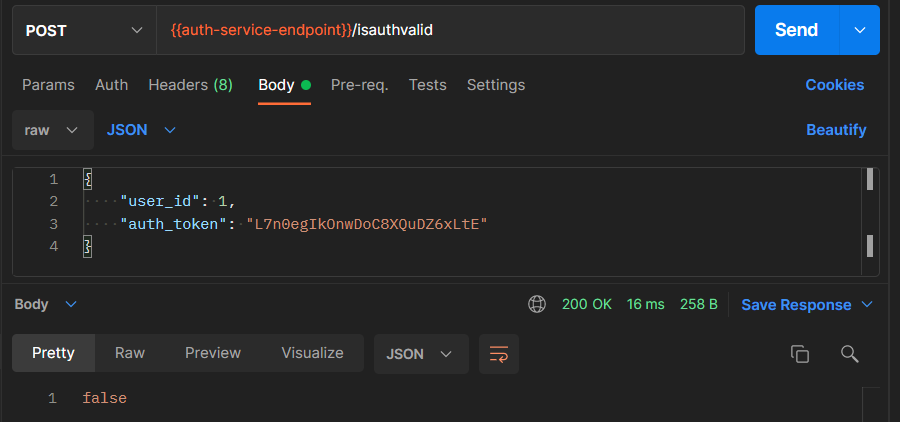 POST {{auth-service-endpoint}}/isauthvalid Send
Params Auth Headers (8) Body Pre-req. Tests Settings Cookies
raw JSON Beautify
1 {
2 "user_id": 1,
3 "auth_token": "L7n0egIkOnwDoC8XQuDZ6xLtE"
4 }
Body 200 OK 16 ms 258 B Save Response
Pretty Raw Preview Visualize JSON
1 false